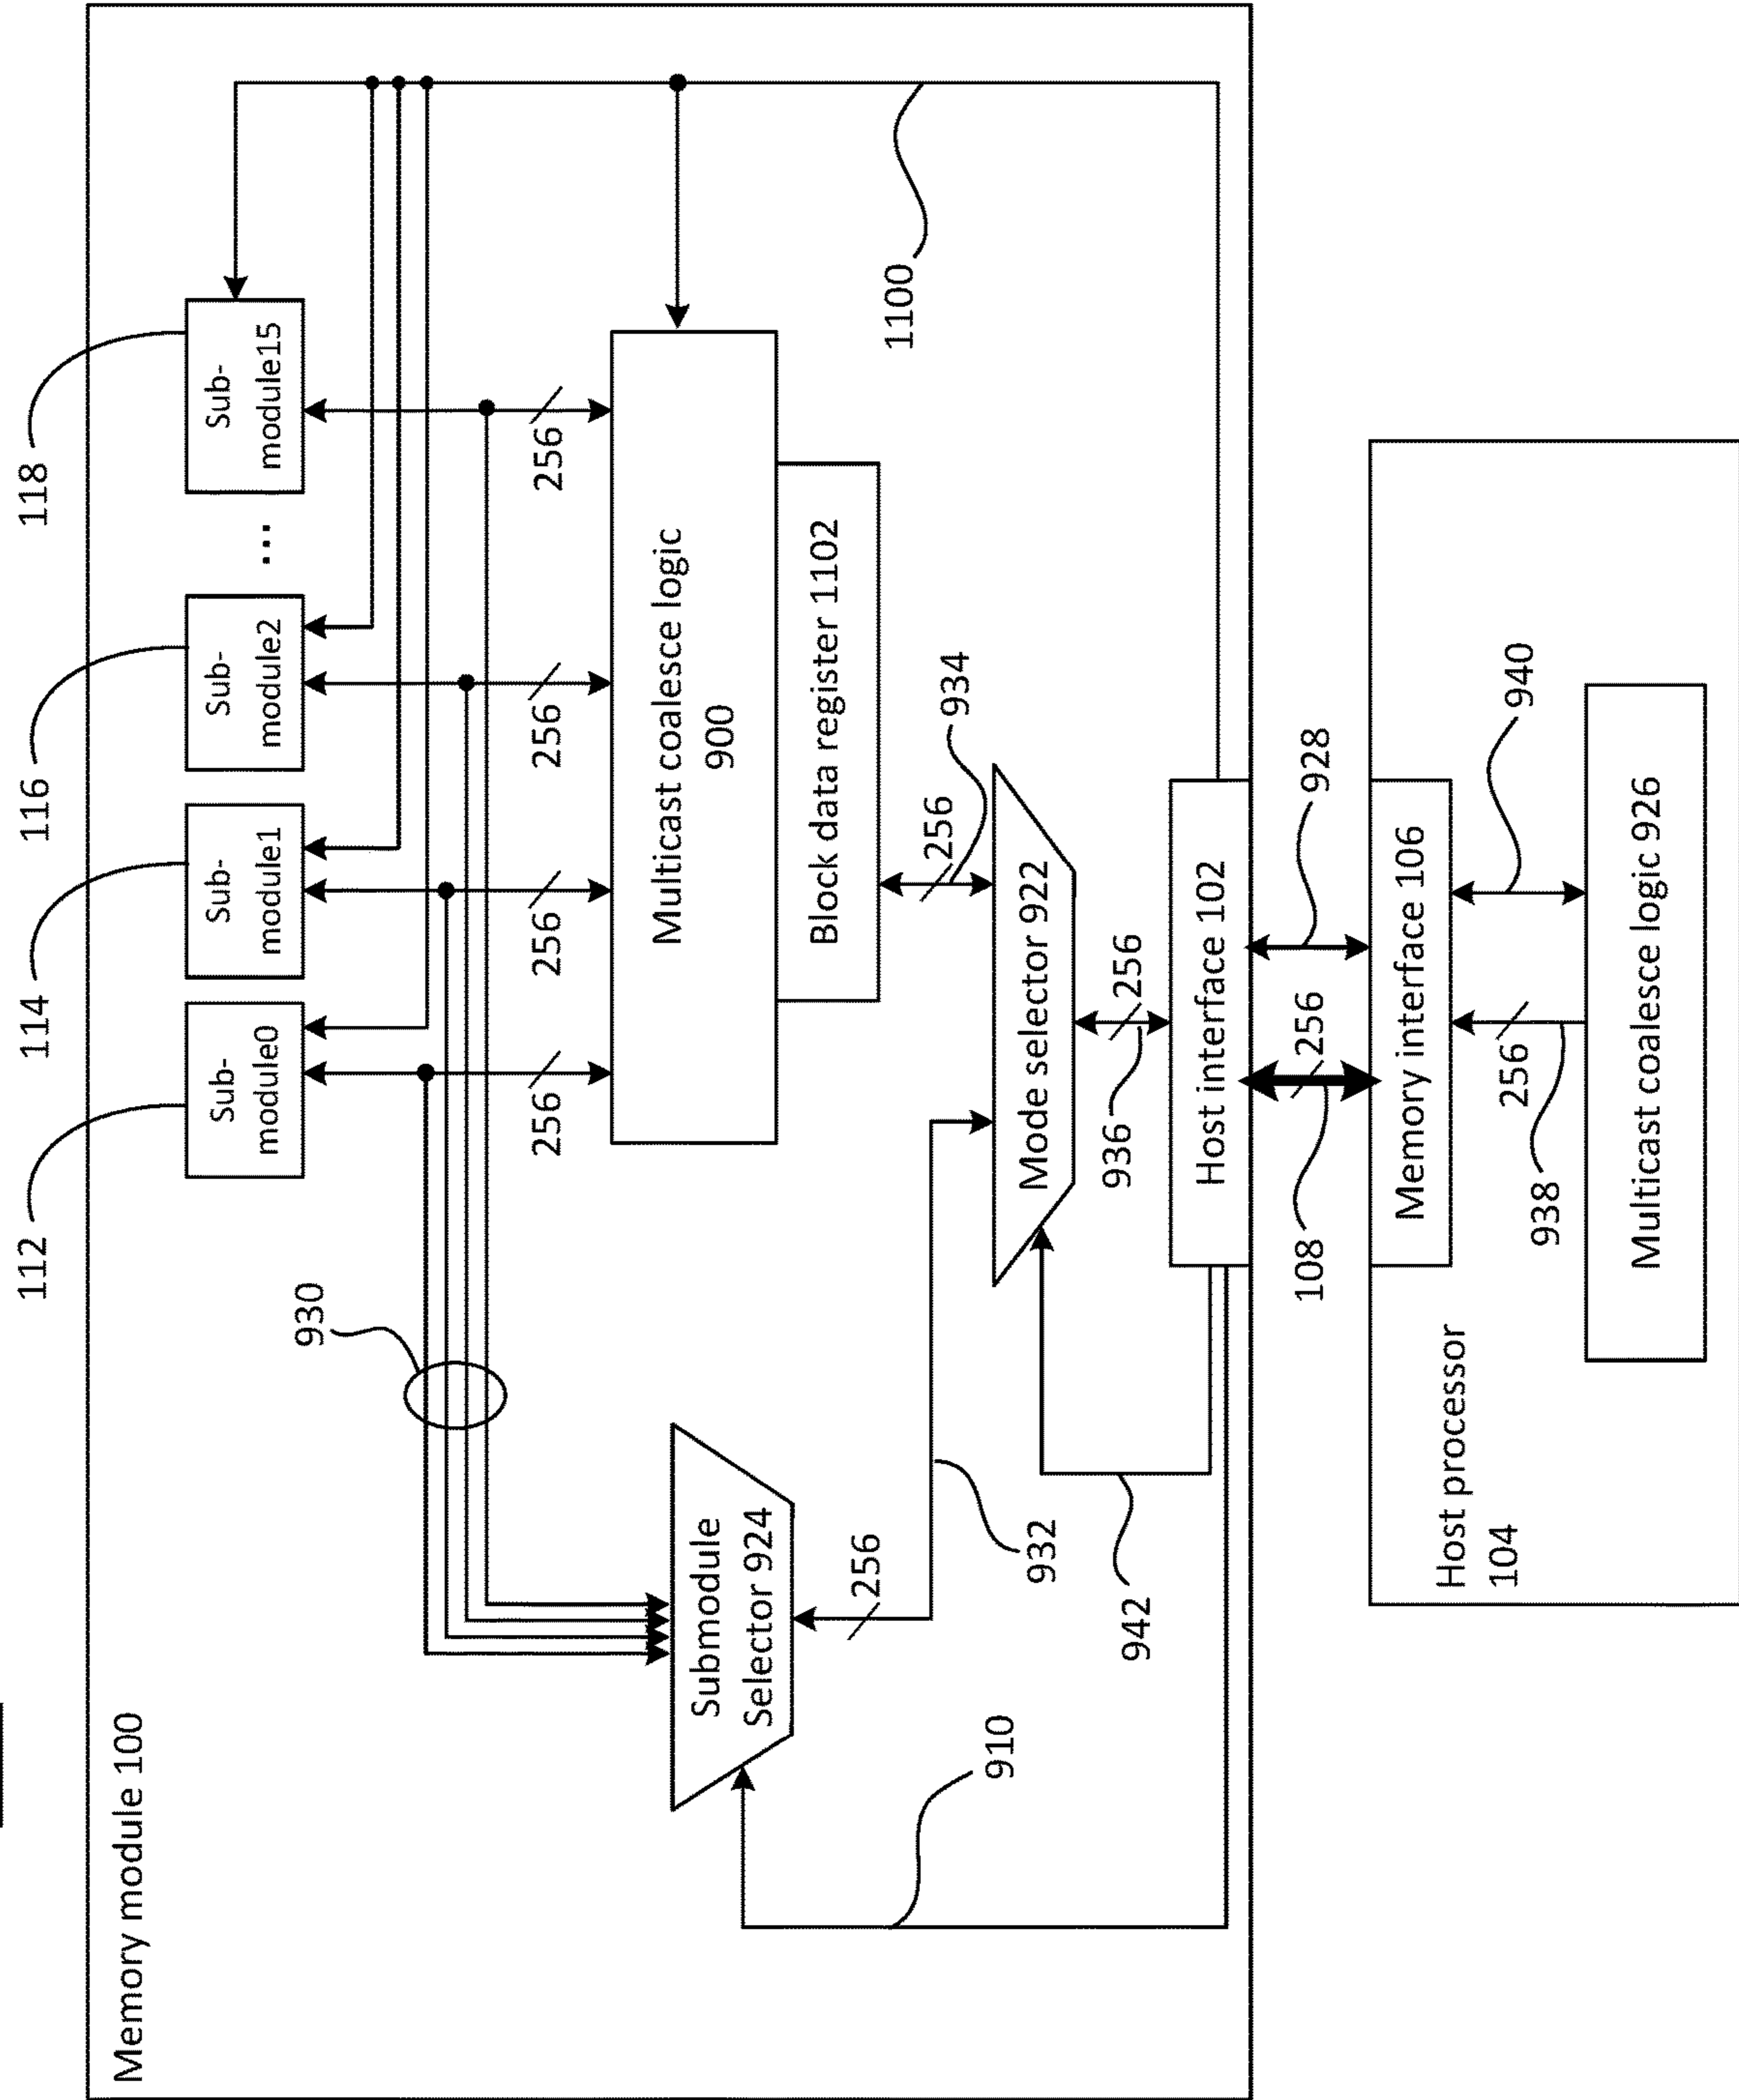 Memory module 100
112
114
116
118
Sub-
module0
Sub-
module1
Sub-
module2
...
Sub-
module15
930
256
256
256
256
Submodule
Selector 924
Multicast coalesce logic
900
Block data register 1102
256
256
934
910
932
Mode selector 922
942
936
256
1100
Host interface 102
108
256
928
Host processor
104
Memory interface 106
938
256
940
Multicast coalesce logic 926